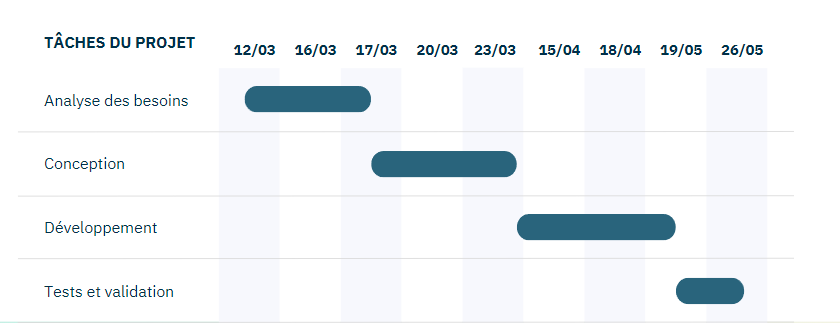 TÂCHES DU PROJET
12/03 16/03 17/03 20/03 23/03 15/04 18/04 19/05 26/05
Analyse des besoins
Conception
Développement
Tests et validation